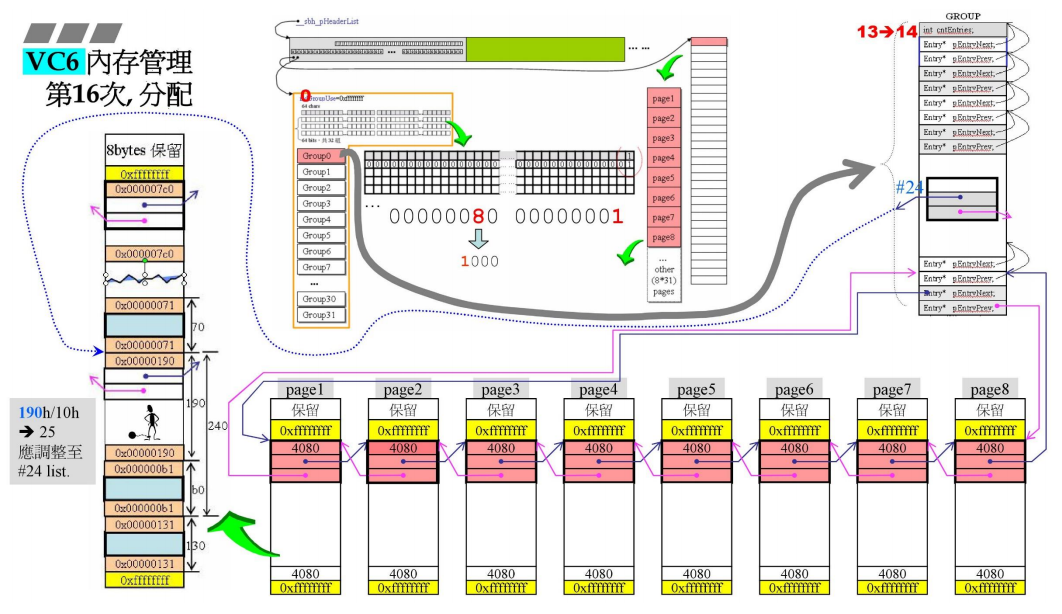 VC6 內存管理
第16次, 分配
__sbh_pHeaderList
... ...
GROUP
13→14
int cntEntries;
Entry* pEntryNext;
Entry* pEntryPrev;
Entry* pEntryNext;
Entry* pEntryPrev;
Entry* pEntryNext;
Entry* pEntryPrev;
Entry* pEntryNext;
Entry* pEntryPrev;
#24
Entry* pEntryNext;
Entry* pEntryPrev;
Entry* pEntryNext;
Entry* pEntryPrev;
0
GroupUse=0xffffffff
Group0
Group1
Group2
Group3
Group4
Group5
Group6
Group7
...
Group30
Group31
...
00000080 00000001
1000
page1
page2
page3
page4
page5
page6
page7
page8
...
other
(8*31)
pages
8bytes 保留
0xffffffff
0x000007c0
0x000007c0
0x00000071
70
0x00000071
0x00000190
190
240
0x00000190
0x000000b1
b0
0x000000b1
0x00000131
130
0x00000131
0xffffffff
190h/10h
→ 25
應調整至
#24 list.
page1 page2 page3 page4 page5 page6 page7 page8
保留 保留 保留 保留 保留 保留 保留 保留
0xffffffff 0xffffffff 0xffffffff 0xffffffff 0xffffffff 0xffffffff 0xffffffff 0xffffffff
4080 4080 4080 4080 4080 4080 4080 4080
4080 4080 4080 4080 4080 4080 4080 4080
0xffffffff 0xffffffff 0xffffffff 0xffffffff 0xffffffff 0xffffffff 0xffffffff 0xffffffff